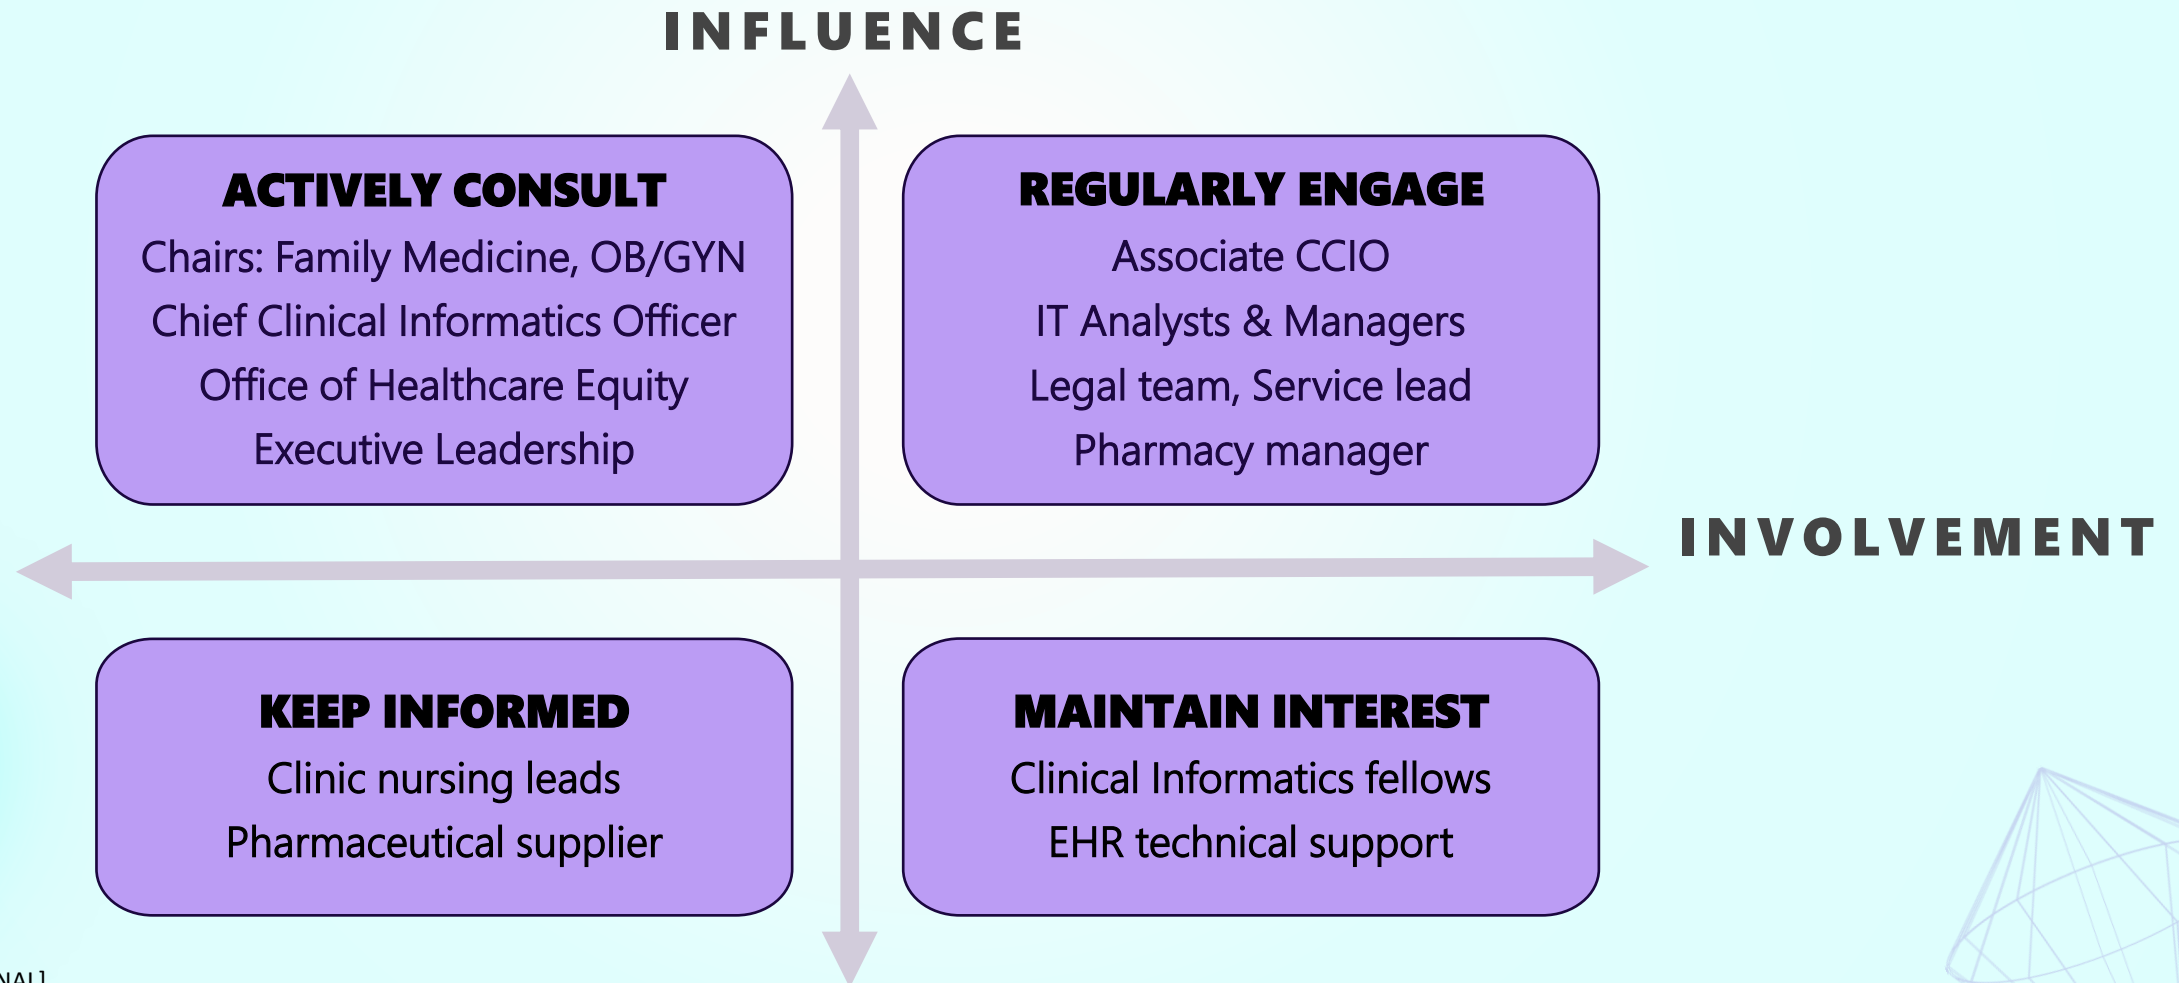 INFLUENCE
ACTIVELY CONSULT
Chairs: Family Medicine, OB/GYN
Chief Clinical Informatics Officer
Office of Healthcare Equity
Executive Leadership
REGULARLY ENGAGE
Associate CCIO
IT Analysts & Managers
Legal team, Service lead
Pharmacy manager
INVOLVEMENT
KEEP INFORMED
Clinic nursing leads
Pharmaceutical supplier
MAINTAIN INTEREST
Clinical Informatics fellows
EHR technical support